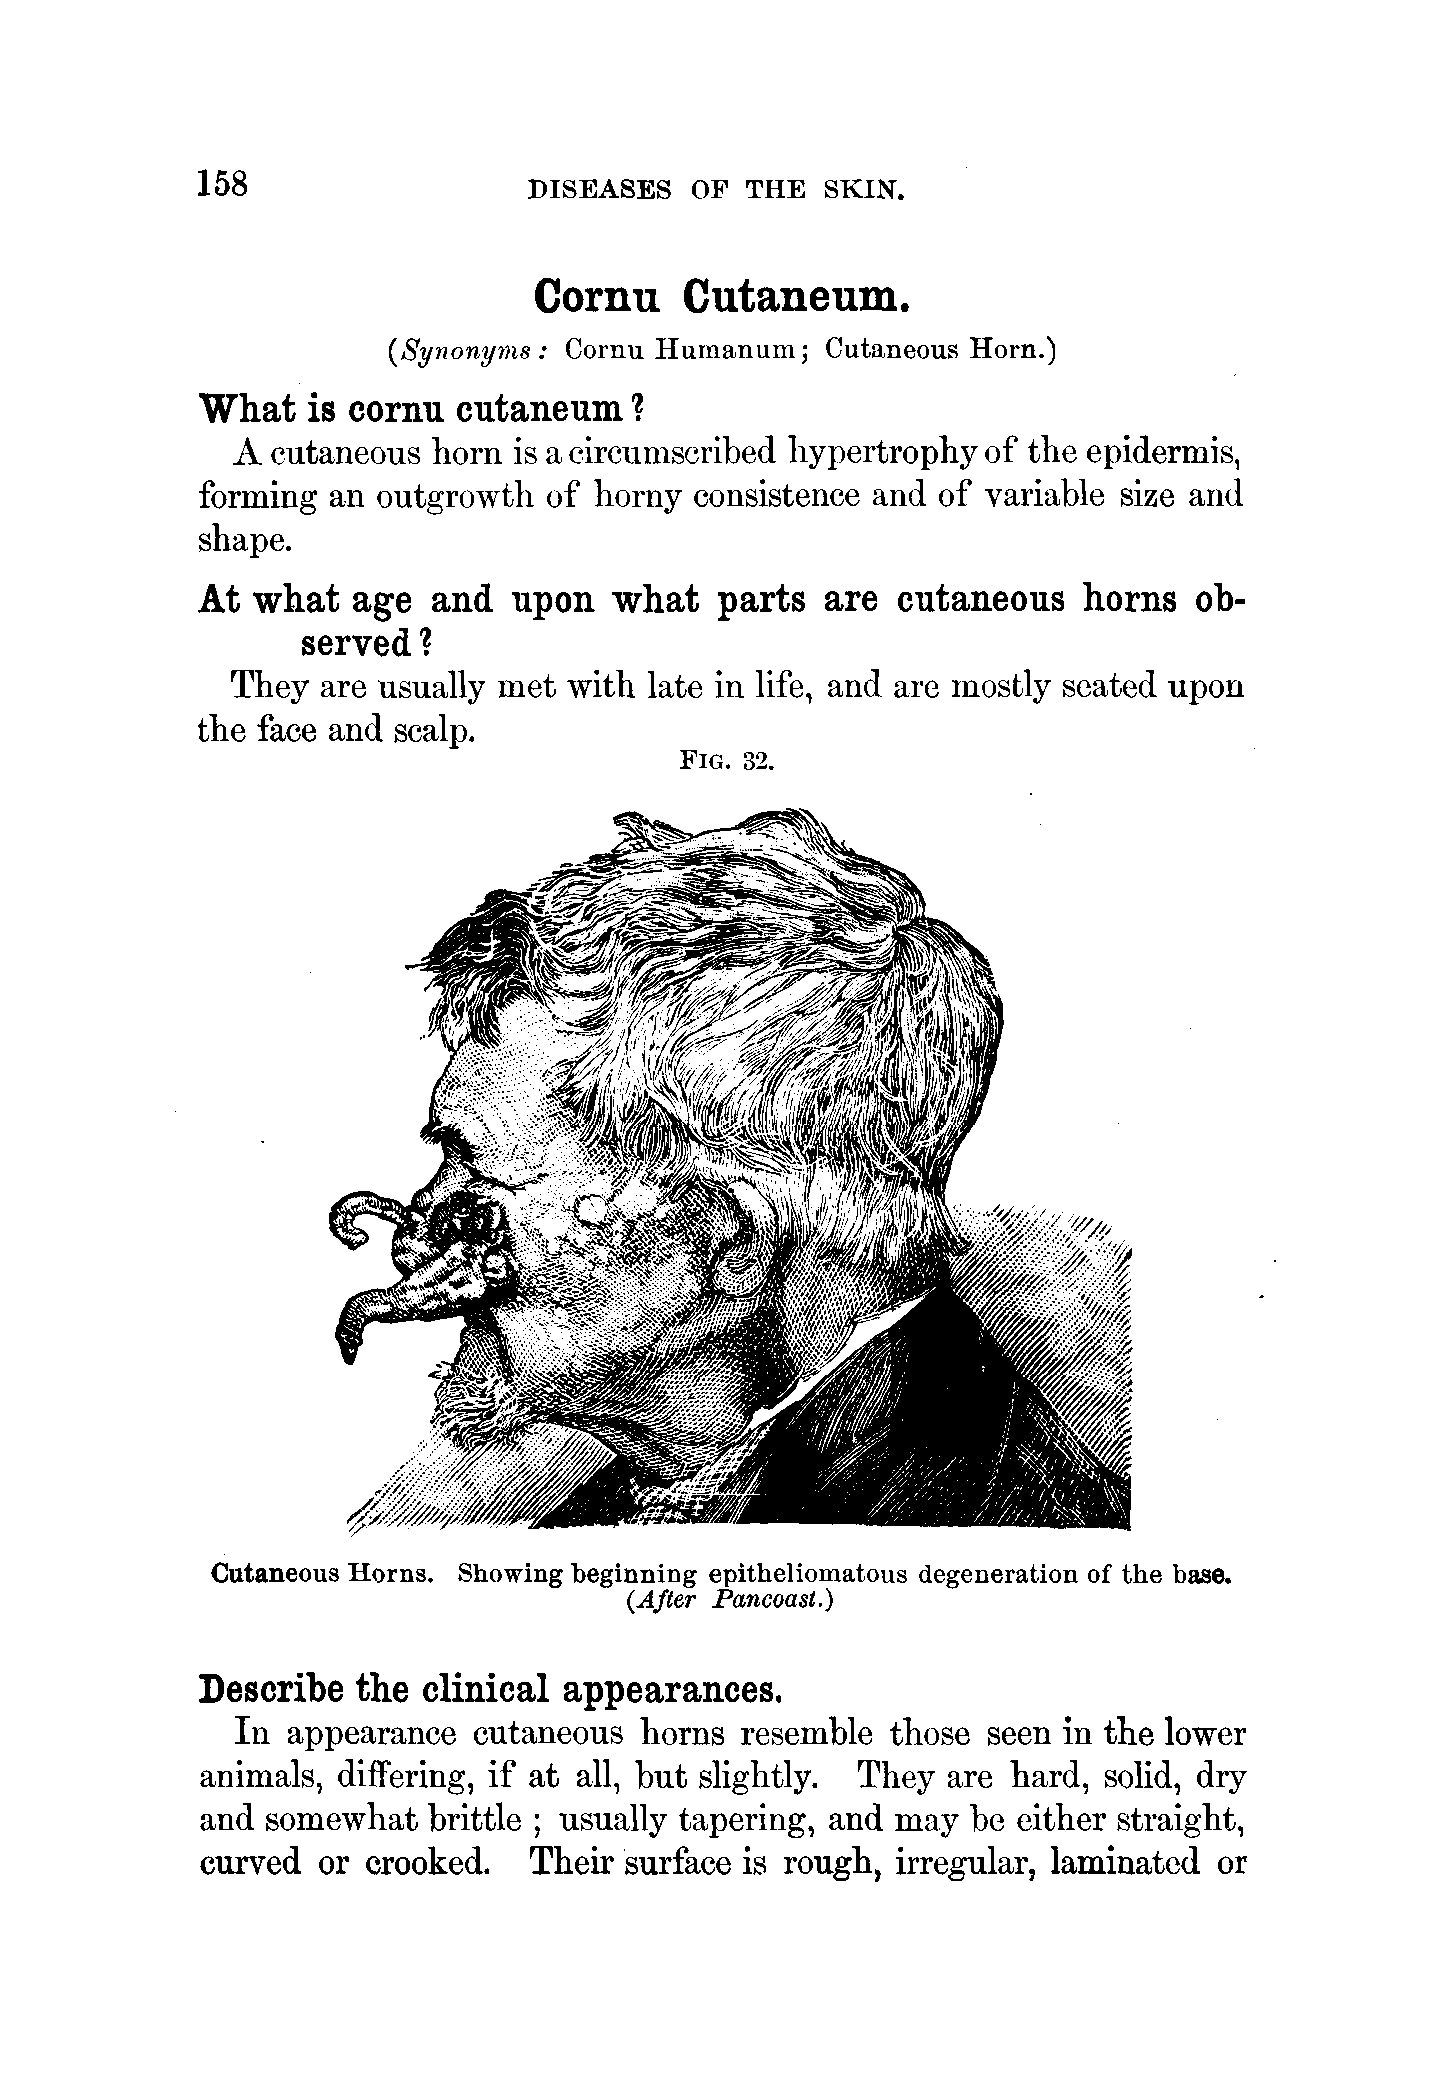 158
DISEASES OF THE SKIN.
Cornu Cutaneum.
(Synonyms: Cornu Humanum; Cutaneous Horn.)
What is cornu cutaneum?
A cutaneous horn is a circumscribed hypertrophy of the epidermis,
forming an outgrowth of horny consistence and of variable size and
shape.
At what age and upon what parts are cutaneous horns ob-
served?
They are usually met with late in life, and are mostly seated upon
the face and scalp.
FIG. 32.
Cutaneous Horns. Showing beginning epitheliomatous degeneration of the base.
(After Pancoast.)
Describe the clinical appearances.
In appearance cutaneous horns resemble those seen in the lower
animals, differing, if at all, but slightly. They are hard, solid, dry
and somewhat brittle ; usually tapering, and may be either straight,
curved or crooked. Their surface is rough, irregular, laminated or